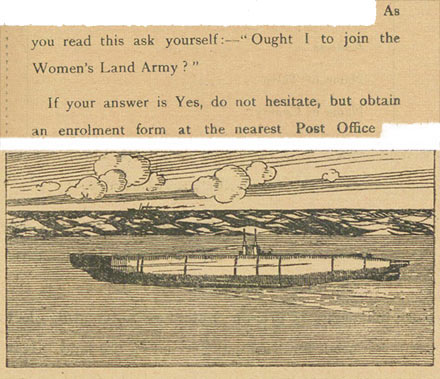 As
you read this ask yourself:—"Ought I to join the
Women's Land Army?"
If your answer is Yes, do not hesitate, but obtain
an enrolment form at the nearest Post Office